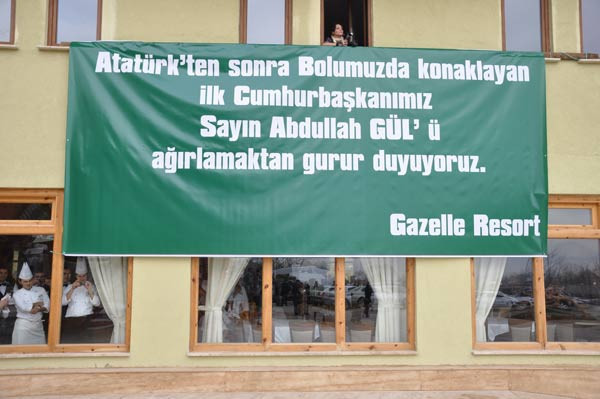 Atatürk'ten sonra Bolumuzda konaklayan
ilk Cumhurbaşkanımız
Sayın Abdullah GÜL' ü
ağırlamaktan gurur duyuyoruz.
Gazelle Resort